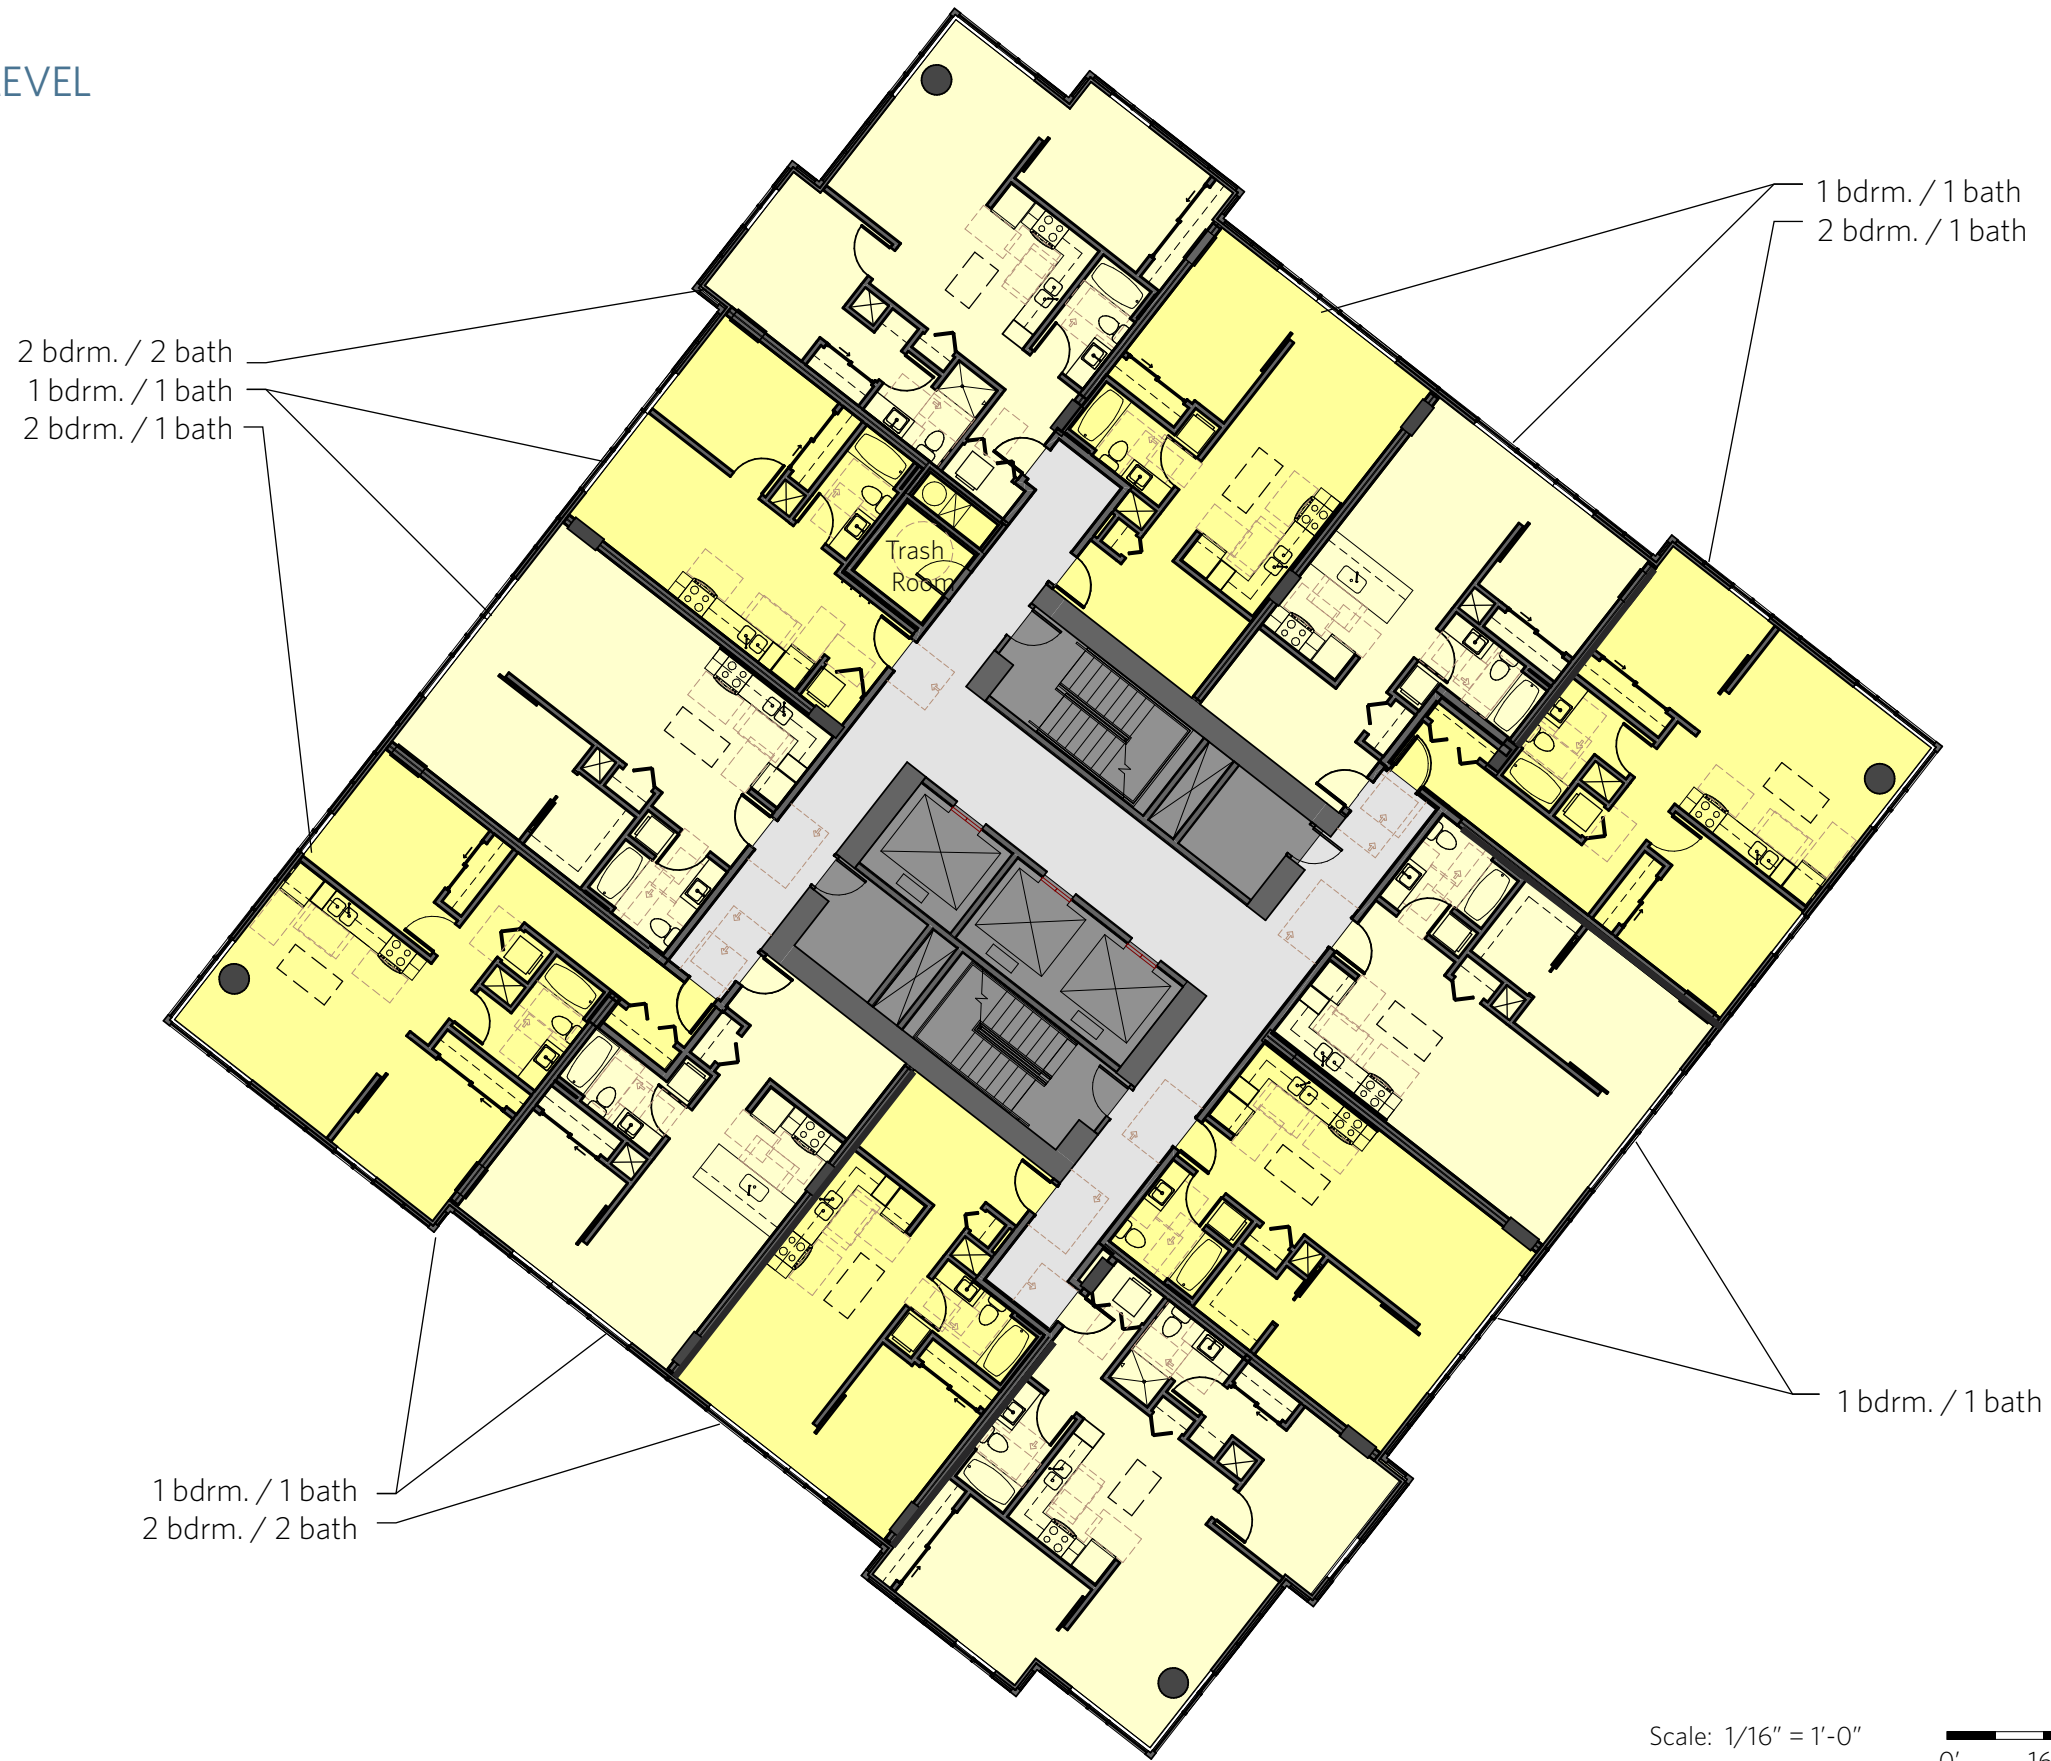 EVEL
1 bdrm. / 1 bath
2 bdrm. / 1 bath
2 bdrm. / 2 bath
1 bdrm. / 1 bath
2 bdrm. / 1 bath
Trash
Room
1 bdrm. / 1 bath
1 bdrm. / 1 bath
2 bdrm. / 2 bath
Scale: 1/16" = 1'-0"
0' 16